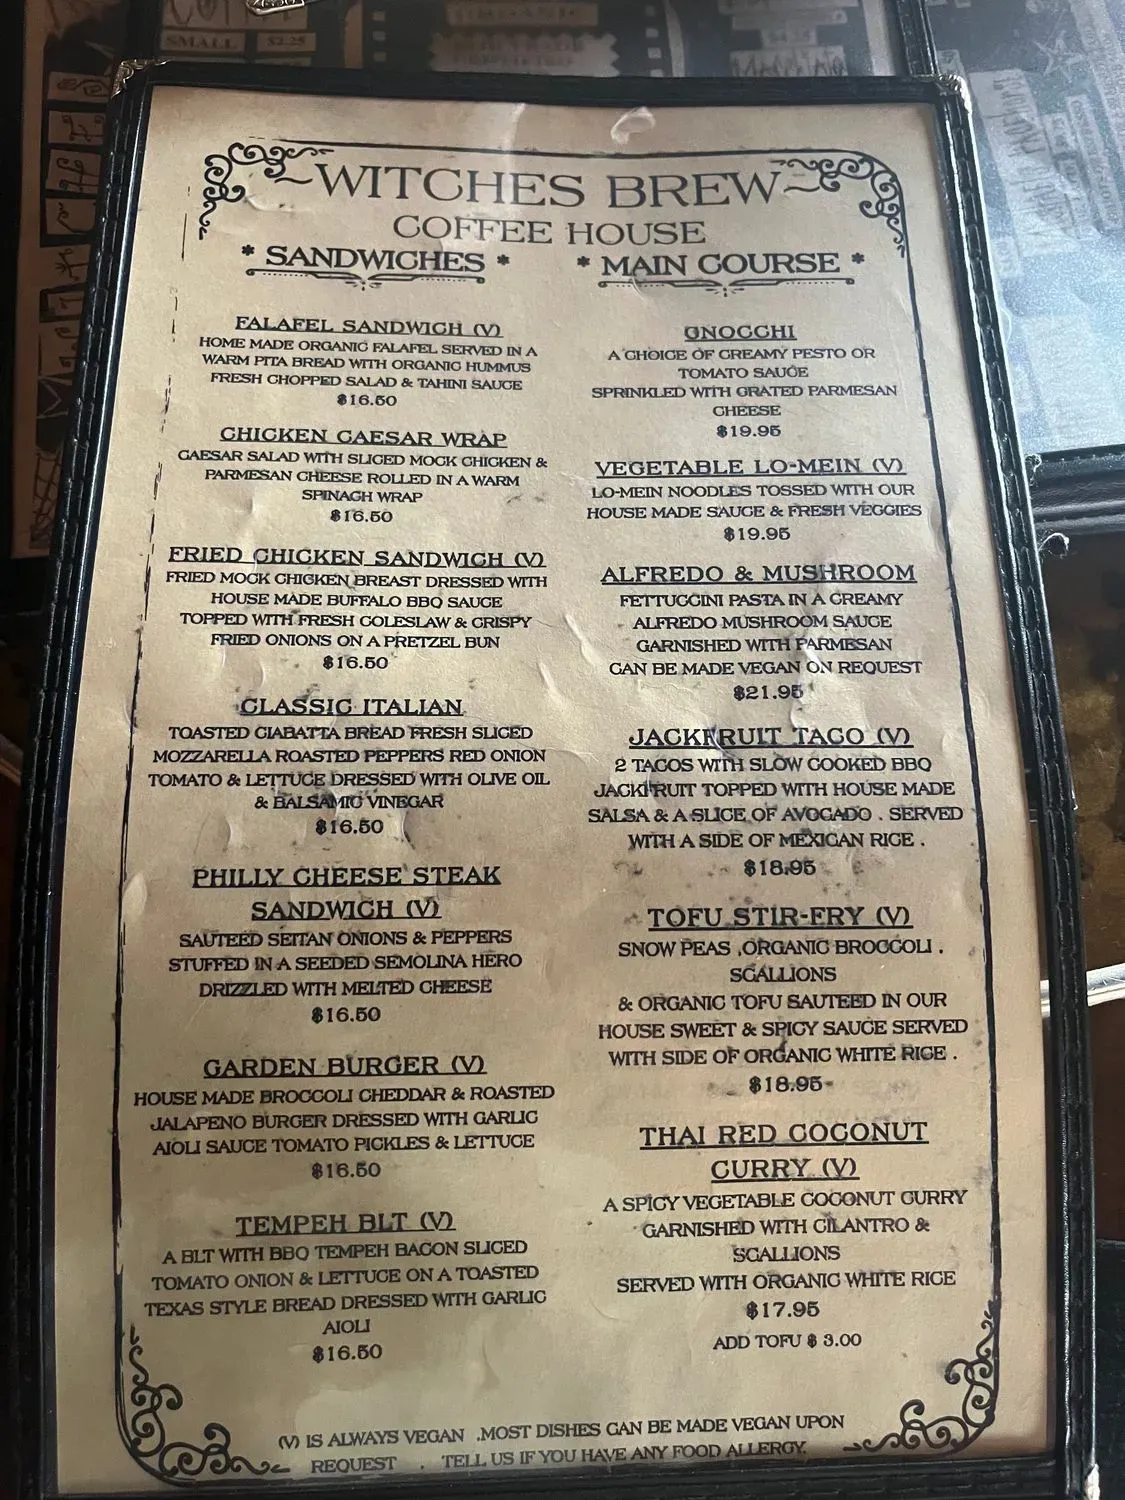 SMALL $2.25
~WITCHES BREW~
COFFEE HOUSE
* SANDWICHES *
FALAFEL SANDWICH (V)
HOME MADE ORGANIC FALAFEL SERVED IN A
WARM PITA BREAD WITH ORGANIC HUMMUS
FRESH CHOPPED SALAD & TAHINI SAUCE
$16.50
CHICKEN CAESAR WRAP
CAESAR SALAD WITH SLICED MOCK CHICKEN &
PARMESAN CHEESE ROLLED IN A WARM
SPINACH WRAP
$16.50
FRIED CHICKEN SANDWICH (V)
FRIED MOCK CHICKEN BREAST DRESSED WITH
HOUSE MADE BUFFALO BBQ SAUCE
TOPPED WITH FRESH COLESLAW & CRISPY
FRIED ONIONS ON A PRETZEL BUN
$16.50
CLASSIC ITALIAN
TOASTED CIABATTA BREAD FRESH SLICED
MOZZARELLA ROASTED PEPPERS RED ONION
TOMATO & LETTUCE DRESSED WITH OLIVE OIL
& BALSAMIC VINEGAR
$16.50
PHILLY CHEESE STEAK
SANDWICH (V)
SAUTEED SEITAN ONIONS & PEPPERS
STUFFED IN A SEEDED SEMOLINA HERO
DRIZZLED WITH MELTED CHEESE
$16.50
GARDEN BURGER (V)
HOUSE MADE BROCCOLI CHEDDAR & ROASTED
JALAPENO BURGER DRESSED WITH GARLIC
AIOLI SAUCE TOMATO PICKLES & LETTUCE
$16.50
TEMPEH BLT (V)
A BLT WITH BBQ TEMPEH BACON SLICED
TOMATO ONION & LETTUCE ON A TOASTED
TEXAS STYLE BREAD DRESSED WITH GARLIC
AIOLI
$16.50
* MAIN COURSE *
GNOCCHI
A CHOICE OF CREAMY PESTO OR
TOMATO SAUCE
SPRINKLED WITH GRATED PARMESAN
CHEESE
$19.95
VEGETABLE LO-MEIN (V)
LO-MEIN NOODLES TOSSED WITH OUR
HOUSE MADE SAUCE & FRESH VEGGIES
$19.95
ALFREDO & MUSHROOM
FETTUCCINI PASTA IN A CREAMY
ALFREDO MUSHROOM SAUCE
GARNISHED WITH PARMESAN
CAN BE MADE VEGAN ON REQUEST
$21.95
JACKFRUIT TACO (V)
2 TACOS WITH SLOW COOKED BBQ
JACKFRUIT TOPPED WITH HOUSE MADE
SALSA & A SLICE OF AVOCADO . SERVED
WITH A SIDE OF MEXICAN RICE .
$18.95
TOFU STIR-FRY (V)
SNOW PEAS ,ORGANIC BROCCOLI .
SCALLIONS
& ORGANIC TOFU SAUTEED IN OUR
HOUSE SWEET & SPICY SAUCE SERVED
WITH SIDE OF ORGANIC WHITE RICE .
$18.95
THAI RED COCONUT
CURRY (V)
A SPICY VEGETABLE COCONUT CURRY
GARNISHED WITH CILANTRO &
SCALLIONS
SERVED WITH ORGANIC WHITE RICE
$17.95
ADD TOFU $ 3.00
(V) IS ALWAYS VEGAN .MOST DISHES CAN BE MADE VEGAN UPON
REQUEST . TELL US IF YOU HAVE ANY FOOD ALLERGY.